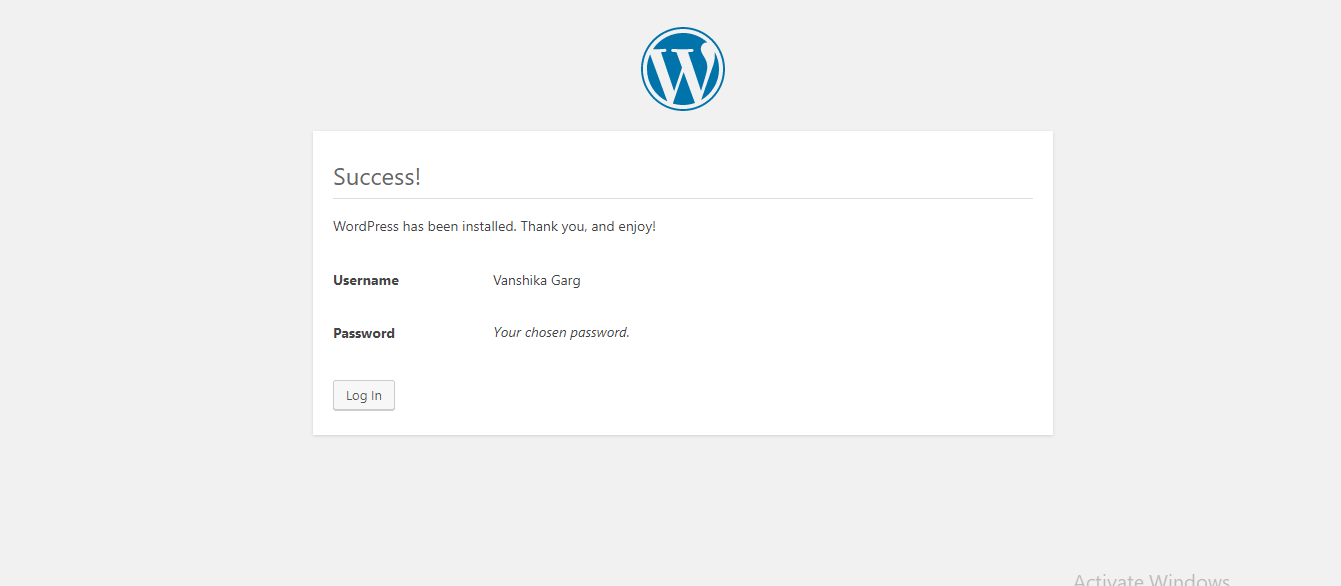 Success!
WordPress has been installed. Thank you, and enjoy!
Username Vanshika Garg
Password Your chosen password.
Log In
Activate Windows